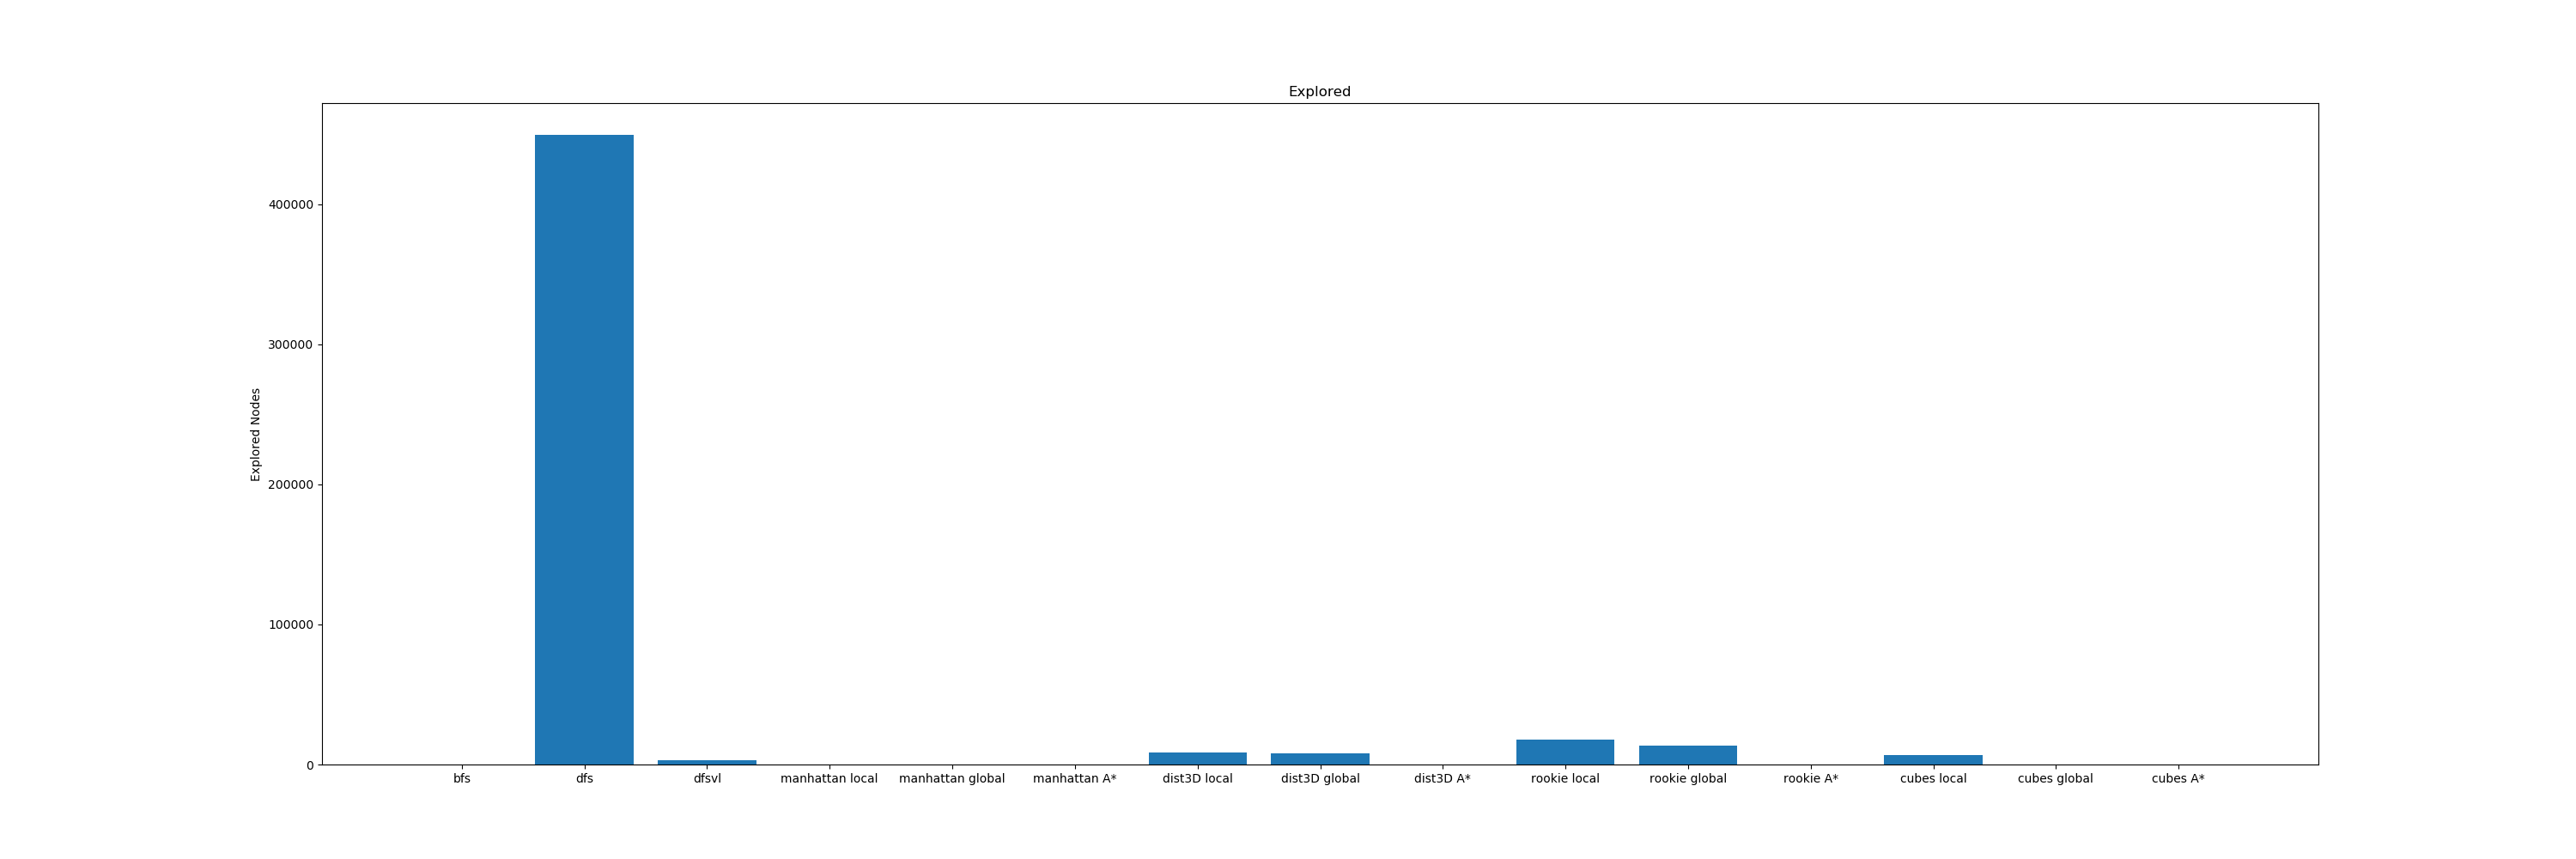 Explored
Explored Nodes
400000
300000
200000
100000
0
bfs dfs dfsvl manhattan local manhattan global manhattan A* dist3D local dist3D global dist3D A* rookie local rookie global rookie A* cubes local cubes global cubes A*